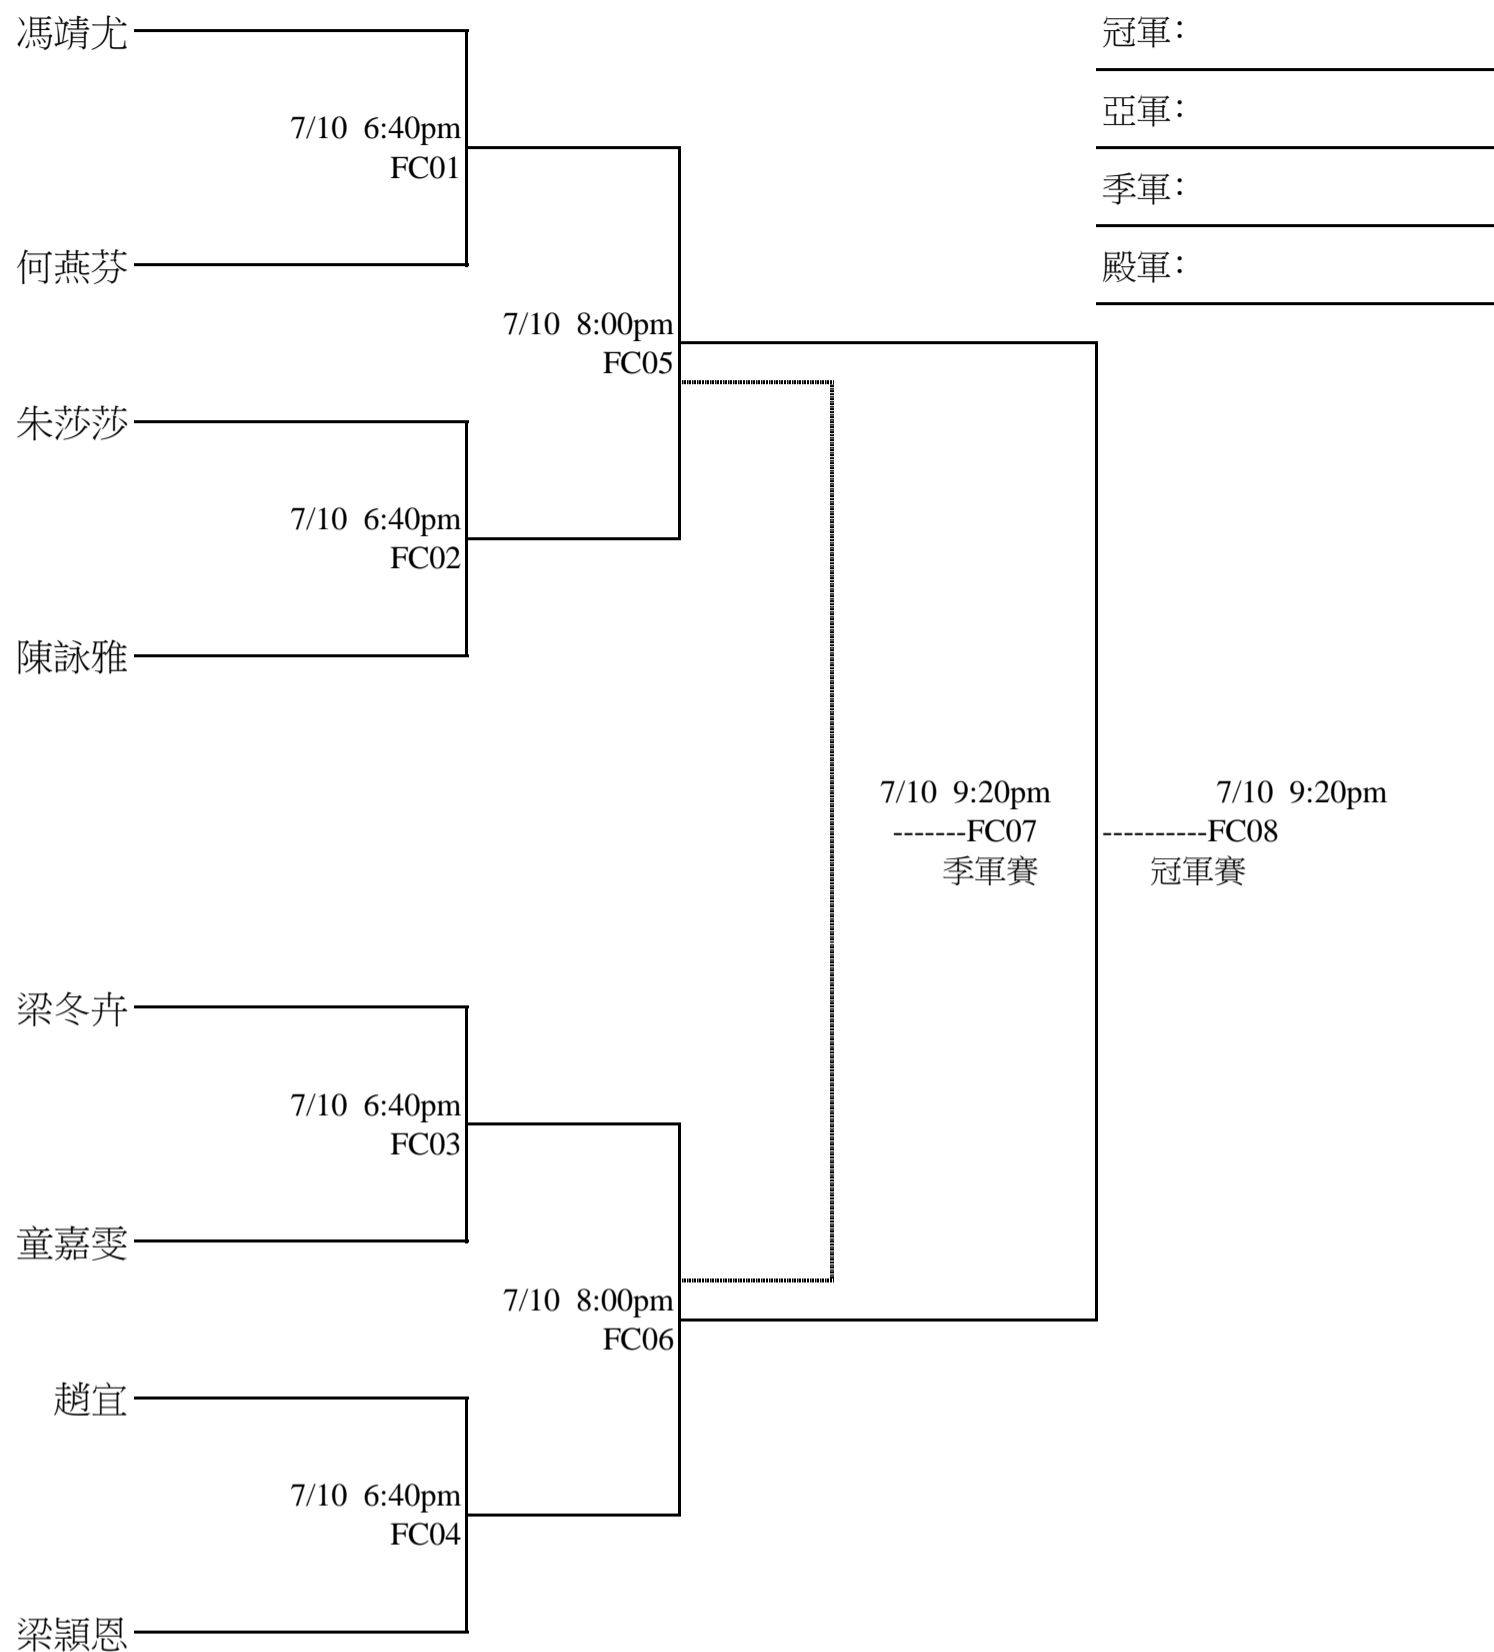 馮靖尤
冠軍：
亞軍：
7/10 6:40pm
FC01
季軍：
何燕芬
殿軍：
7/10 8:00pm
FC05
朱莎莎
7/10 6:40pm
FC02
陳詠雅
7/10 9:20pm
-------FC07
季軍賽
7/10 9:20pm
----------FC08
冠軍賽
梁冬卉
7/10 6:40pm
FC03
童嘉雯
7/10 8:00pm
FC06
趙宜
7/10 6:40pm
FC04
梁穎恩